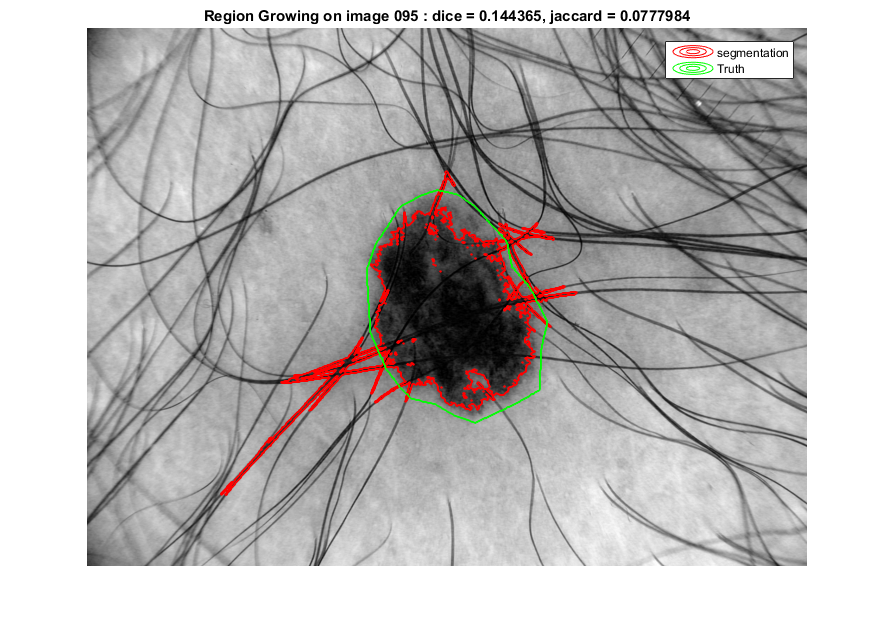 Region Growing on image 095 : dice = 0.144365, jaccard = 0.0777984
segmentation
Truth